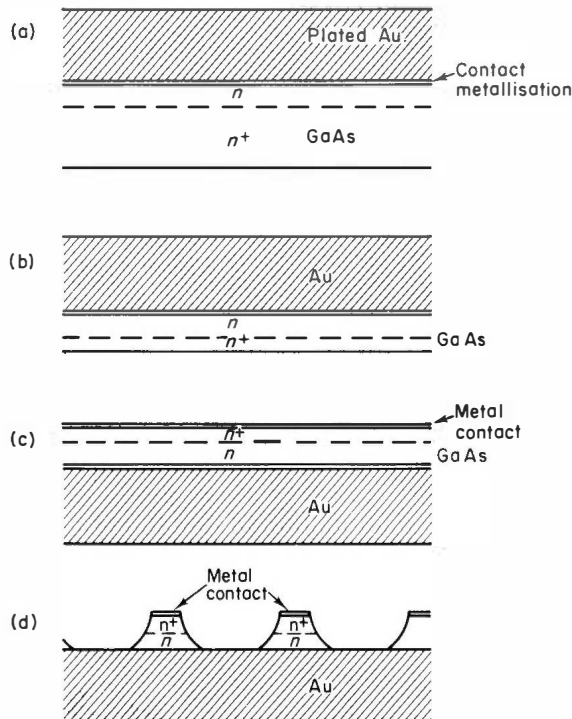 (a)
Plated Au.
Contact
metallisation
n
n+ GaAs
(b)
Au
n
n+
GaAs
Metal
contact
(c)
n+
n
GaAs
Au
Metal
contact
(d)
n+ n+
n n
Au